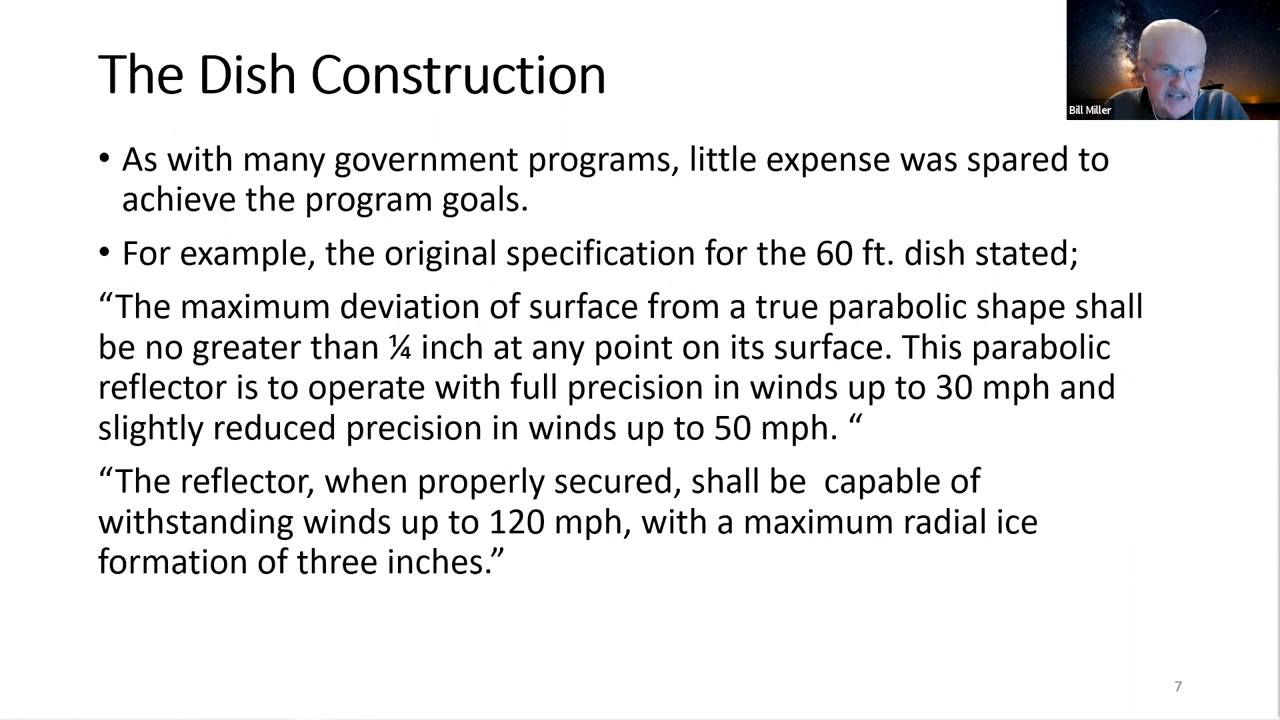 The Dish Construction
Bill Miller
• As with many government programs, little expense was spared to
achieve the program goals.
• For example, the original specification for the 60 ft. dish stated;
“The maximum deviation of surface from a true parabolic shape shall
be no greater than ¼ inch at any point on its surface. This parabolic
reflector is to operate with full precision in winds up to 30 mph and
slightly reduced precision in winds up to 50 mph. “
“The reflector, when properly secured, shall be  capable of
withstanding winds up to 120 mph, with a maximum radial ice
formation of three inches.”
7